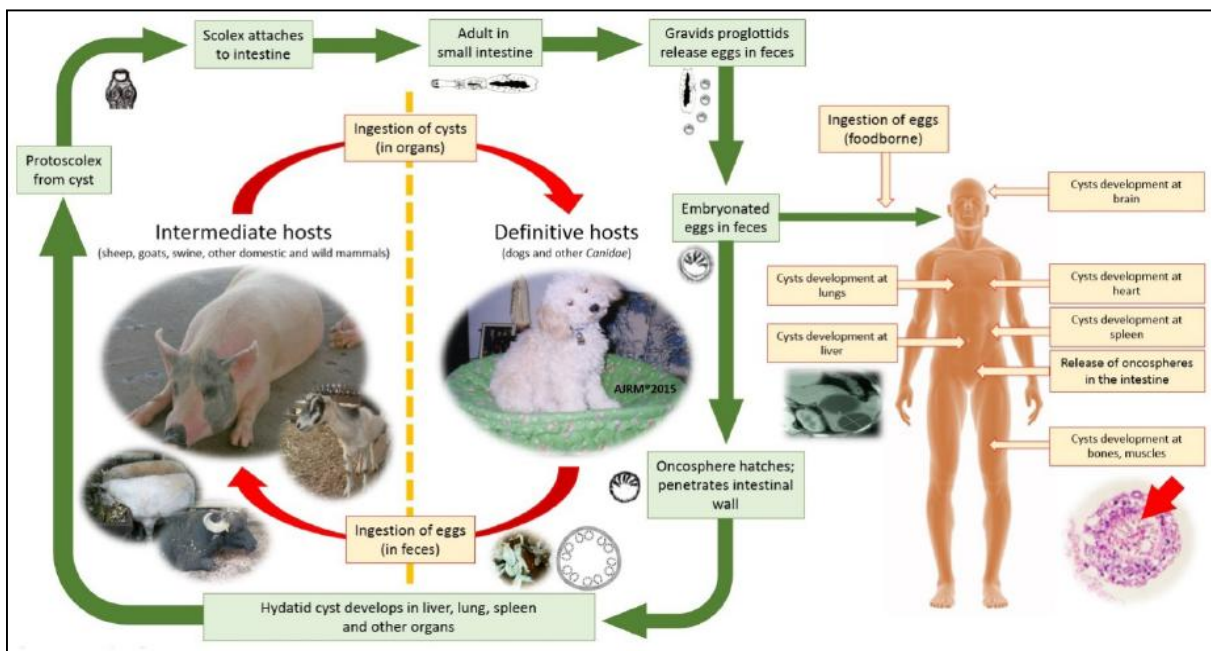 Scolex attaches
to intestine
Adult in
small intestine
Gravids proglottids
release eggs in feces
Ingestion of cysts
(in organs)
Ingestion of eggs
(foodborne)
Protoscolex
from cyst
Embryonated
eggs in feces
Cysts development at
brain
Intermediate hosts
(sheep, goats, swine, other domestic and wild mammals)
Definitive hosts
(dogs and other Canidae)
Cysts development at
lungs
Cysts development at
heart
Cysts development at
liver
Cysts development at
spleen
Release of oncospheres
in the intestine
AJRM®2015
Cysts development at
bones, muscles
Oncosphere hatches;
penetrates intestinal
wall
Ingestion of eggs
(in feces)
Hydatid cyst develops in liver, lung, spleen
and other organs